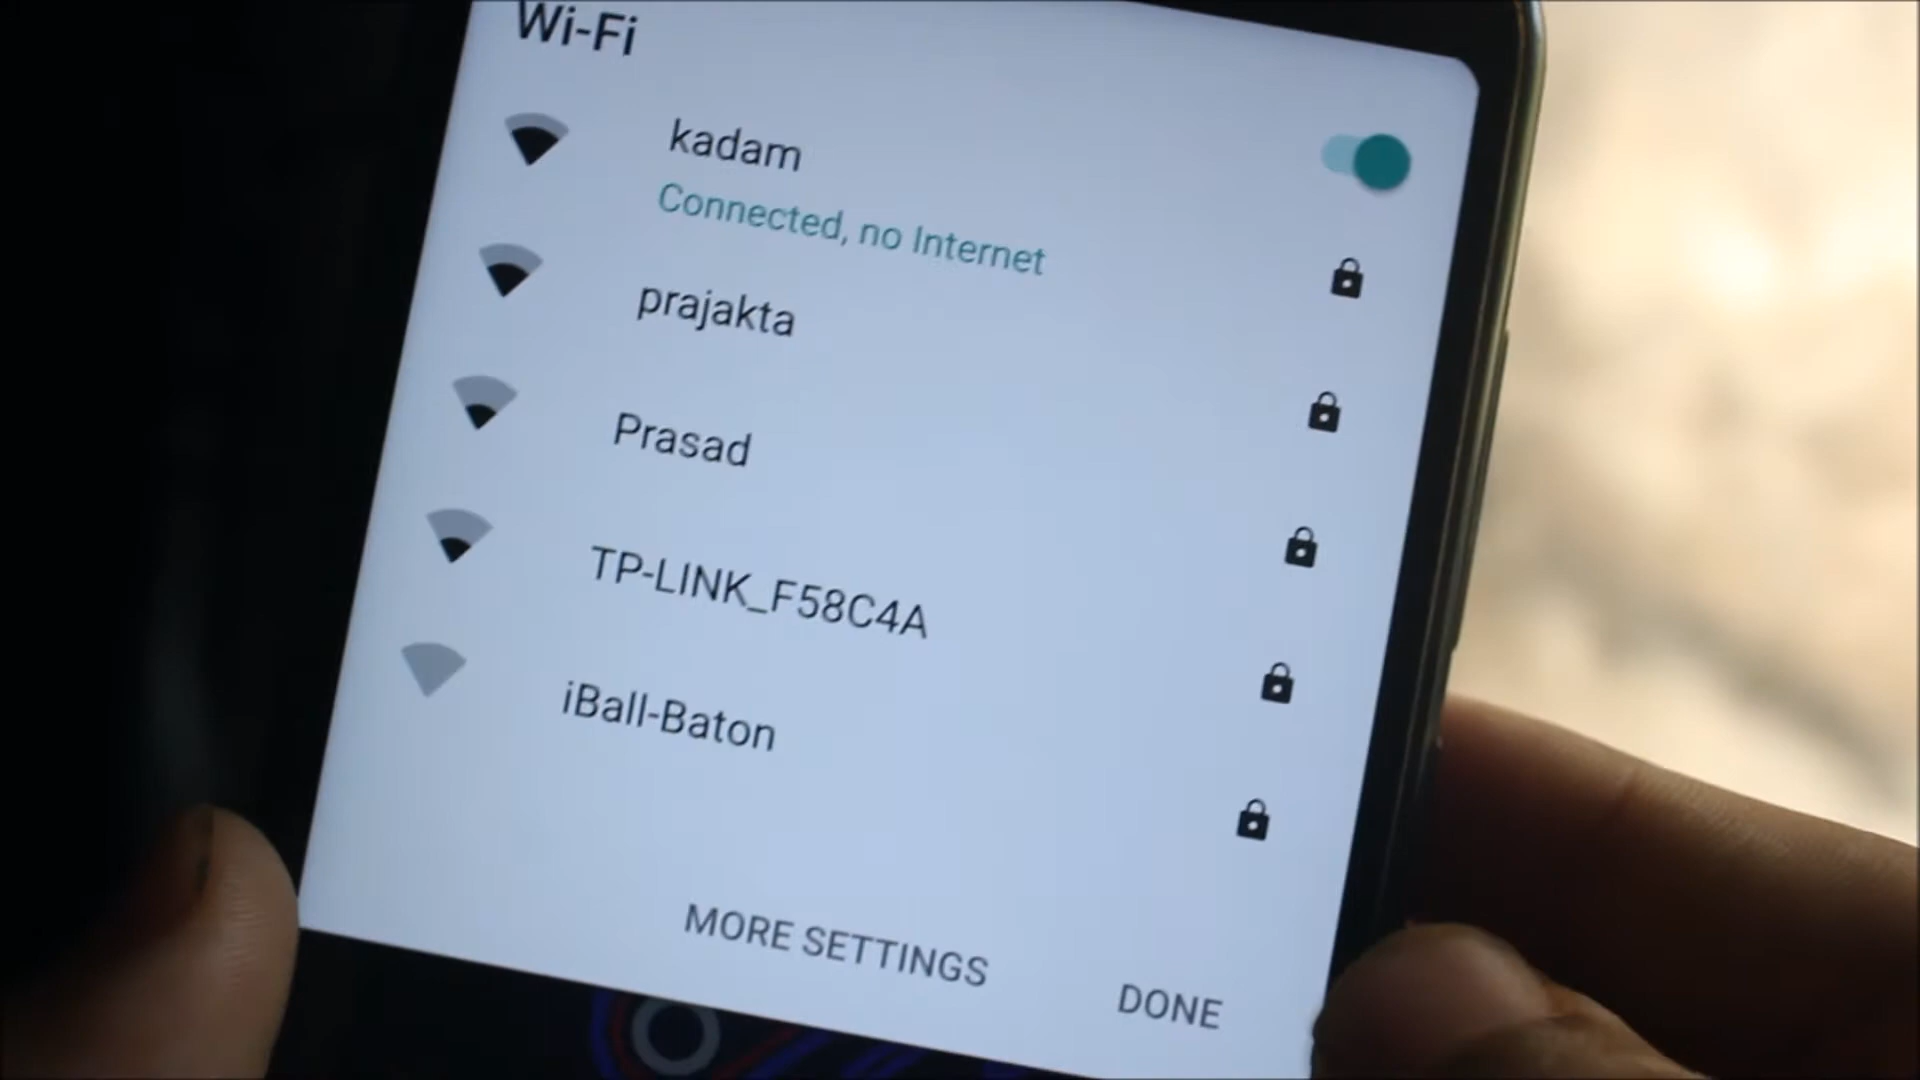 Wi-Fi
kadam
Connected, no Internet
prajakta
Prasad
TP-LINK_F58C4A
iBall-Baton
MORE SETTINGS
DONE